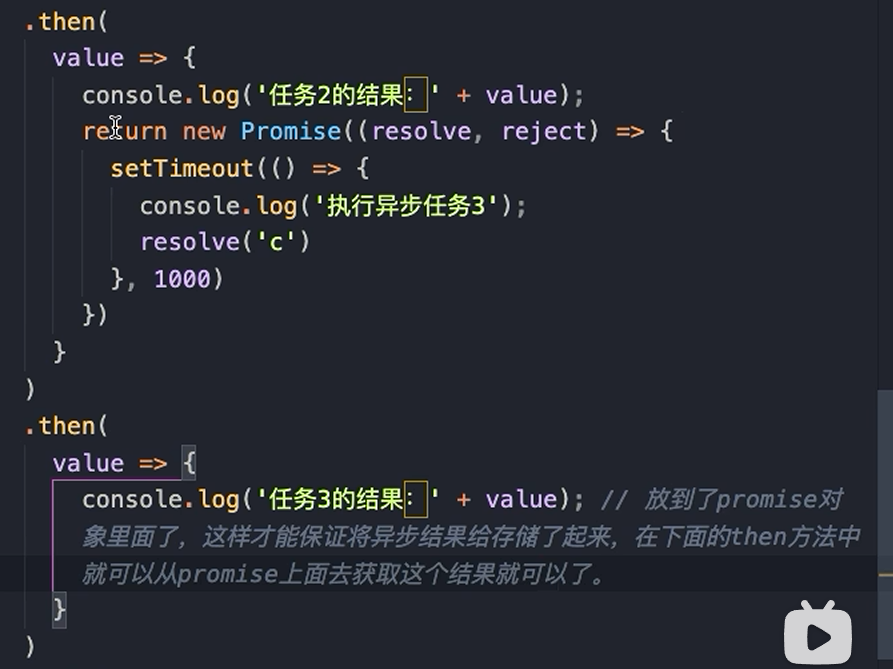 .then(
value => {
console.log('任务2的结果：' + value);
return new Promise((resolve, reject) => {
setTimeout(() => {
console.log('执行异步任务3');
resolve('c')
}, 1000)
})
}
)
.then(
value => {
console.log('任务3的结果：' + value); // 放到了promise对
象里面了，这样才能保证将异步结果给存储了起来，在下面的then方法中
就可以从promise上面去获取这个结果就可以了。
}
)